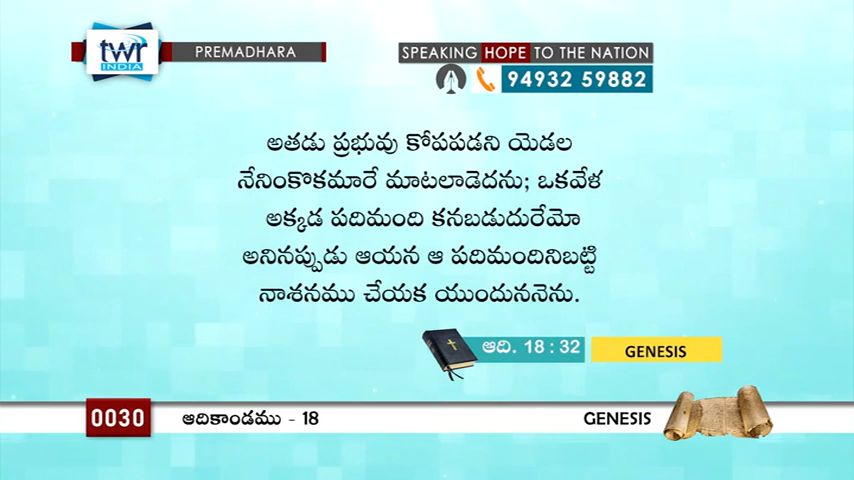 twr
INDIA
PREMADHARA
SPEAKING HOPE TO THE NATION
94932 59882
అతడు ప్రభువు కోపపడని యెడల
నేనింకొకమారే మాటలాడెదను; ఒకవేళ
అక్కడ పదిమంది కనబడుదురేమో
అనినప్పుడు ఆయన ఆ పదిమందినిబట్టి
నాశనము చేయక యుందుననెను.
ఆది. 18 : 32
GENESIS
0030
ఆదికాండము - 18
GENESIS